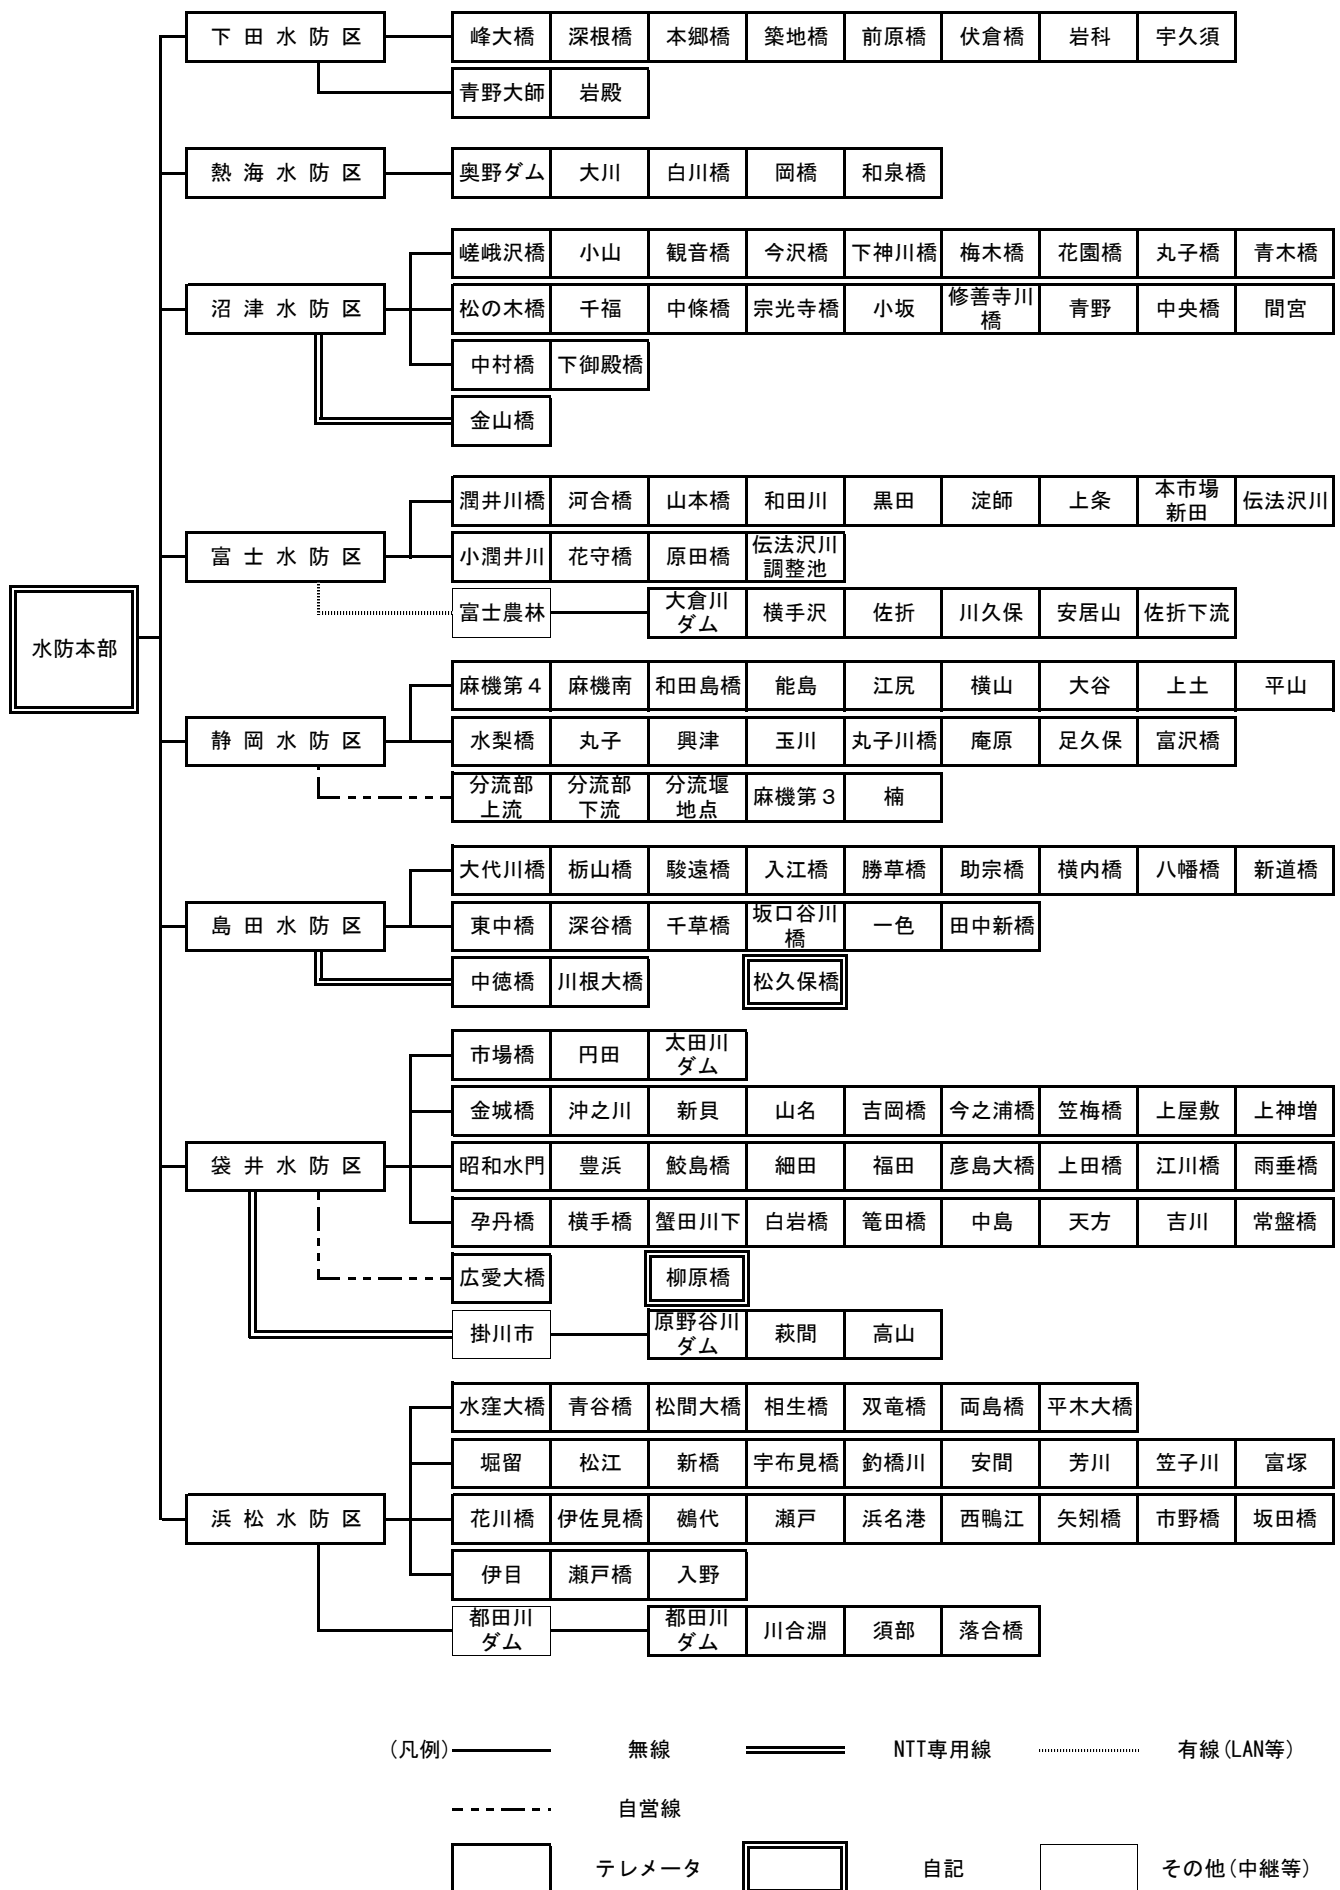 下田水防区 峰大橋 深根橋 本郷橋 築地橋 前原橋 伏倉橋 岩科 宇久須
青野大師 岩殿
熱海水防区 奥野ダム 大川 白川橋 岡橋 和泉橋
嵯峨沢橋 小山 観音橋 今沢橋 下神川橋 梅木橋 花園橋 丸子橋 青木橋
沼津水防区 松の木橋 千福 中條橋 宗光寺橋 小坂 修善寺川橋 青野 中央橋 間宮
中村橋 下御殿橋
金山橋
潤井川橋 河合橋 山本橋 和田川 黒田 淀師 上条 本市場新田 伝法沢川
富士水防区 小潤井川 花守橋 原田橋 伝法沢川調整池
富士農林 大倉川ダム 横手沢 佐折 川久保 安居山 佐折下流
水防本部
麻機第4 麻機南 和田島橋 能島 江尻 横山 大谷 上土 平山
静岡水防区 水梨橋 丸子 興津 玉川 丸子川橋 庵原 足久保 富沢橋
分流部上流 分流部下流 分流堰地点 麻機第3 楠
大代川橋 栃山橋 駿遠橋 入江橋 勝草橋 助宗橋 横内橋 八幡橋 新道橋
島田水防区 東中橋 深谷橋 千草橋 坂口谷川橋 一色 田中新橋
中徳橋 川根大橋 松久保橋
市場橋 円田 太田川ダム
金城橋 沖之川 新貝 山名 吉岡橋 今之浦橋 笠梅橋 上屋敷 上神増
袋井水防区 昭和水門 豊浜 鮫島橋 細田 福田 彦島大橋 上田橋 江川橋 雨垂橋
孕丹橋 横手橋 蟹田川下 白岩橋 篭田橋 中島 天方 吉川 常盤橋
広愛大橋 柳原橋
掛川市 原野谷川ダム 萩間 高山
水窪大橋 青谷橋 松間大橋 相生橋 双竜橋 両島橋 平木大橋
堀留 松江 新橋 宇布見橋 釣橋川 安間 芳川 笠子川 富塚
浜松水防区 花川橋 伊佐見橋 鵺代 瀬戸 浜名港 西鴨江 矢矧橋 市野橋 坂田橋
伊目 瀬戸橋 入野
都田川ダム 都田川ダム 川合淵 須部 落合橋
(凡例) 無線 NTT専用線 有線(LAN等)
自営線
テレメータ 自記 その他(中継等)